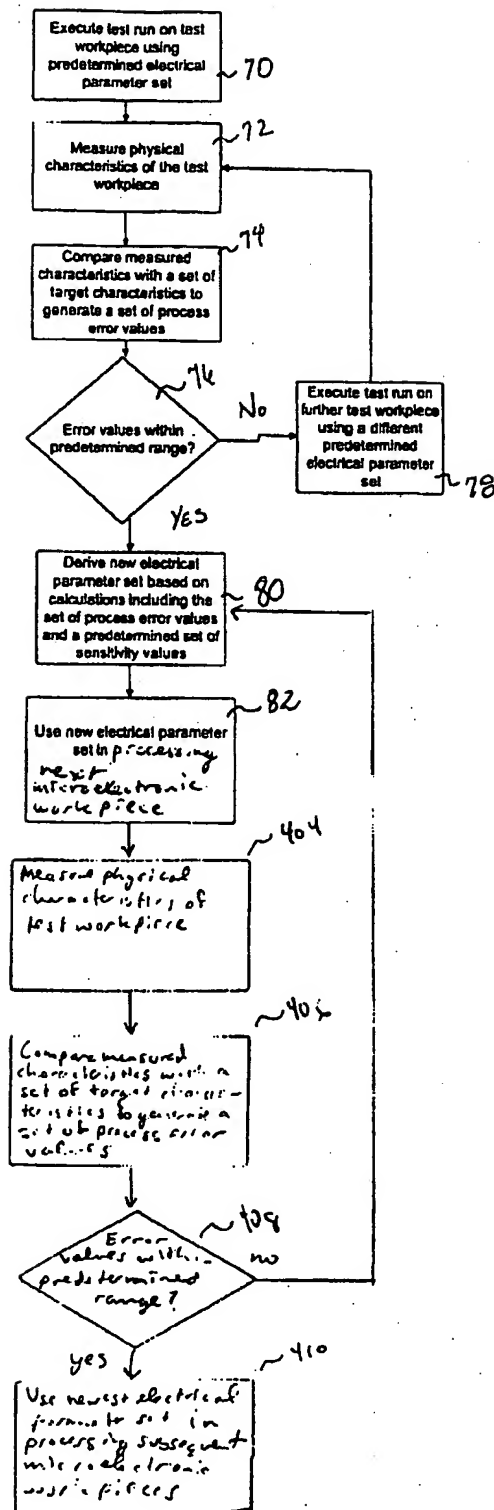 Execute test run on test
workpiece using
predetermined electrical
parameter set
70
72
Measure physical
characteristics of the test
workpiece
74
Compare measured
characteristics with a set of
target characteristics to
generate a set of process
error values
76
Error values within
predetermined range?
No
Execute test run on
further test workpiece
using a different
predetermined
electrical parameter
set
78
YES
Derive new electrical
parameter set based on
calculations including the
set of process error values
and a predetermined set of
sensitivity values
80
82
Use new electrical parameter
set in processing
next
microelectronic
workpiece
404
Measure physical
characteristics of
test workpiece
406
Compare measured
characteristics with a
set of target charac-
teristics to generate a
set of process error
values
408
Error
values within
predetermined
range?
no
yes
410
Use newest electrical
set in
processing subsequent
microelectronic
workpieces